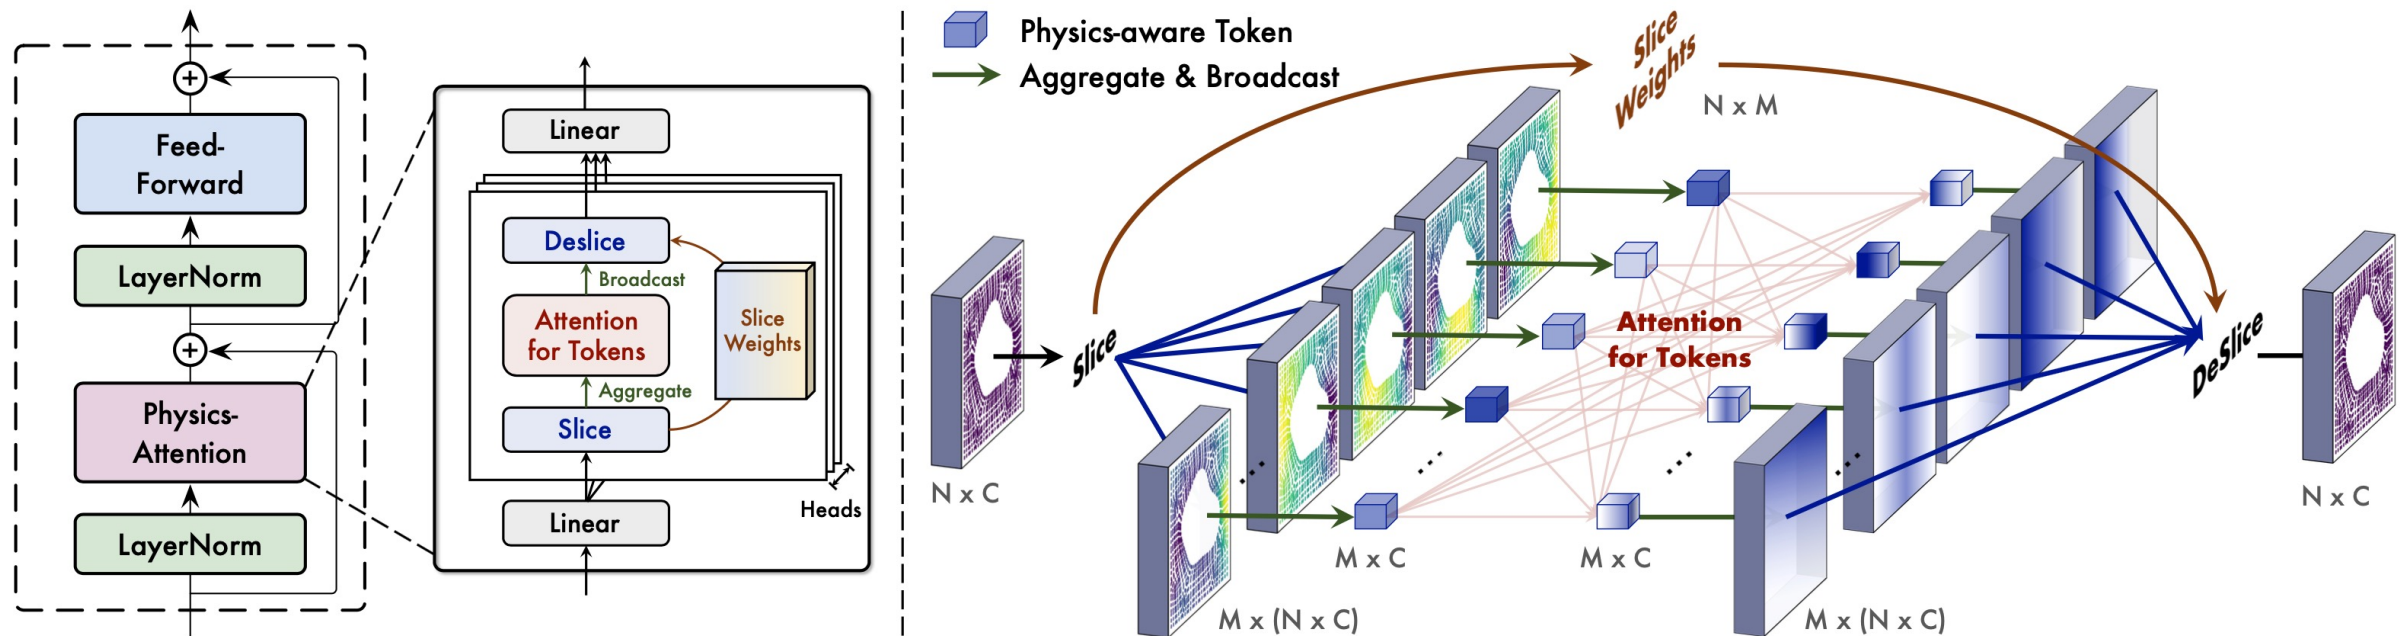 Feed-
Forward
LayerNorm
Physics-
Attention
LayerNorm
Linear
Deslice
Broadcast
Attention
for Tokens
Slice
Weights
Aggregate
Slice
Heads
Linear
Physics-aware Token
Aggregate & Broadcast
Slice
Weights
N x M
Slice
Attention
for Tokens
DeSlice
N x C
M x C
M x C
N x C
M x (N x C)
M x (N x C)